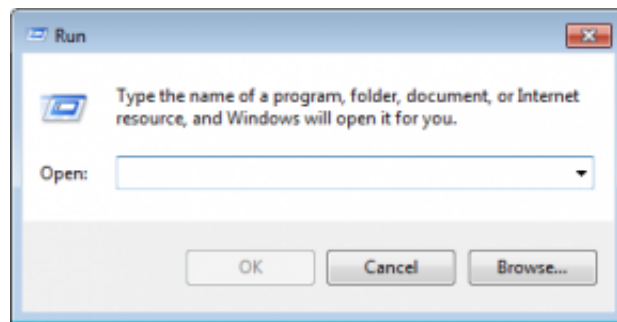 Run
Type the name of a program, folder, document, or Internet
resource, and Windows will open it for you.
Open:
OK
Cancel
Browse...